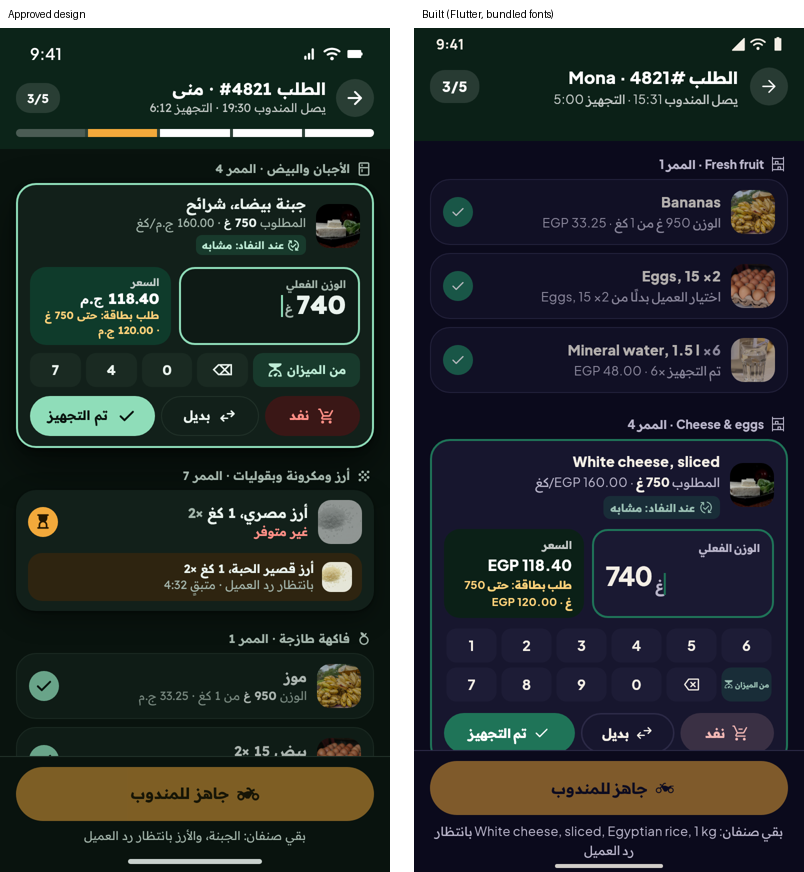 Approved design
9:41
الطلب #4821 · منى
يصل المندوب 19:30 · التجهيز 6:12
3/5
الأجبان والبيض · الممر 4
جبنة بيضاء، شرائح
المطلوب 750 غ · 160.00 ج.م/كغ
عند النفاد: مشابه
الوزن الفعلي
740 غ
السعر
118.40 ج.م
طلب بطاقة: حتى 750 غ
· 120.00 ج.م
من الميزان
0
4
7
نفد
بديل
تم التجهيز
أرز ومكرونة وبقوليات · الممر 7
أرز مصري، 1 كغ ×2
غير متوفر
أرز قصير الحبة، 1 كغ ×2
بانتظار رد العميل · متبقٍ 4:32
فاكهة طازجة · الممر 1
موز
الوزن 950 غ من 1 كغ · 33.25 ج.م
بيض 15 ×2
جاهز للمندوب
بقي صنفان: الجبنة، والأرز بانتظار رد العميل
Built (Flutter, bundled fonts)
9:41
الطلب #4821 · Mona
يصل المندوب 15:31 · التجهيز 5:00
3/5
Fresh fruit · الممر 1
Bananas
الوزن 950 غ من 1 كغ · EGP 33.25
Eggs, 15 ×2
اختيار العميل بدلًا من Eggs, 15 ×2
Mineral water, 1.5 l ×6
تم التجهيز ×6 · EGP 48.00
Cheese & eggs · الممر 4
White cheese, sliced
المطلوب 750 غ · EGP 160.00/كغ
عند النفاد: مشابه
الوزن الفعلي
740 غ
السعر
EGP 118.40
طلب بطاقة: حتى 750
غ · EGP 120.00
1 2 3 4 5 6
7 8 9 0 من الميزان
نفد
بديل
تم التجهيز
جاهز للمندوب
بقي صنفان: White cheese, sliced, Egyptian rice, 1 kg بانتظار
رد العميل